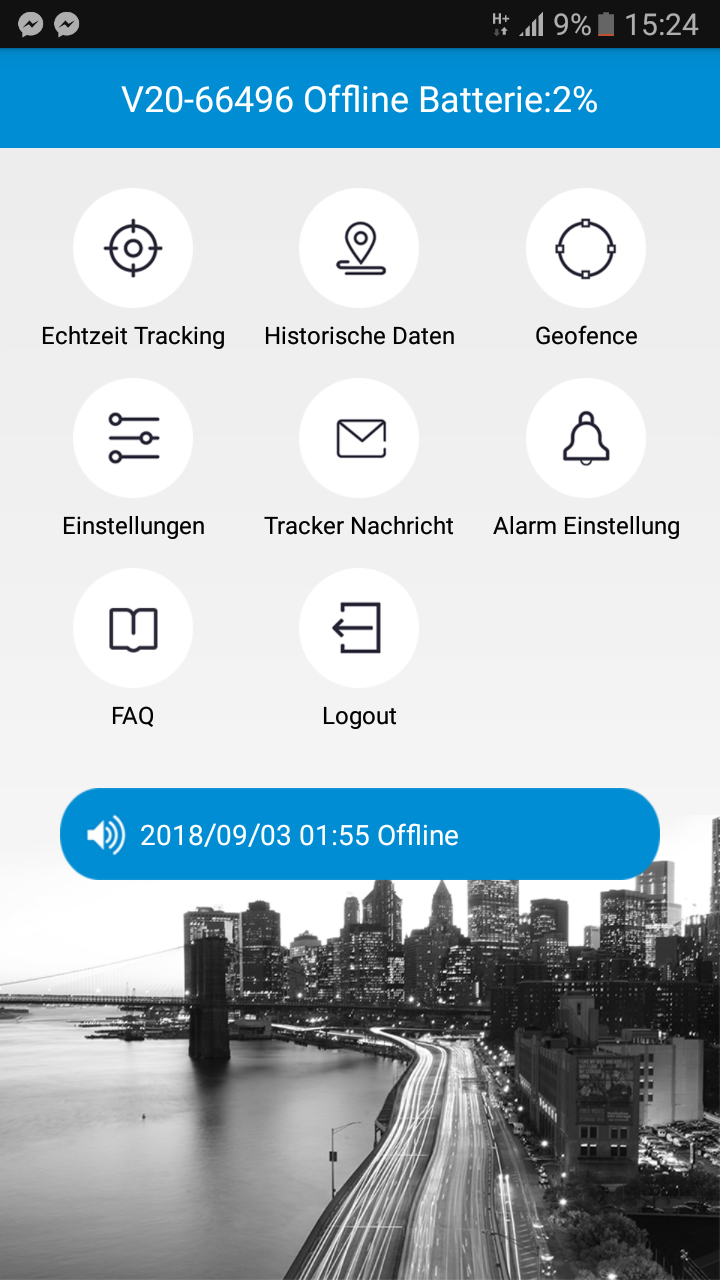 H+ 9% 15:24
V20-66496 Offline Batterie:2%
Echtzeit Tracking Historische Daten Geofence
Einstellungen Tracker Nachricht Alarm Einstellung
FAQ Logout
2018/09/03 01:55 Offline